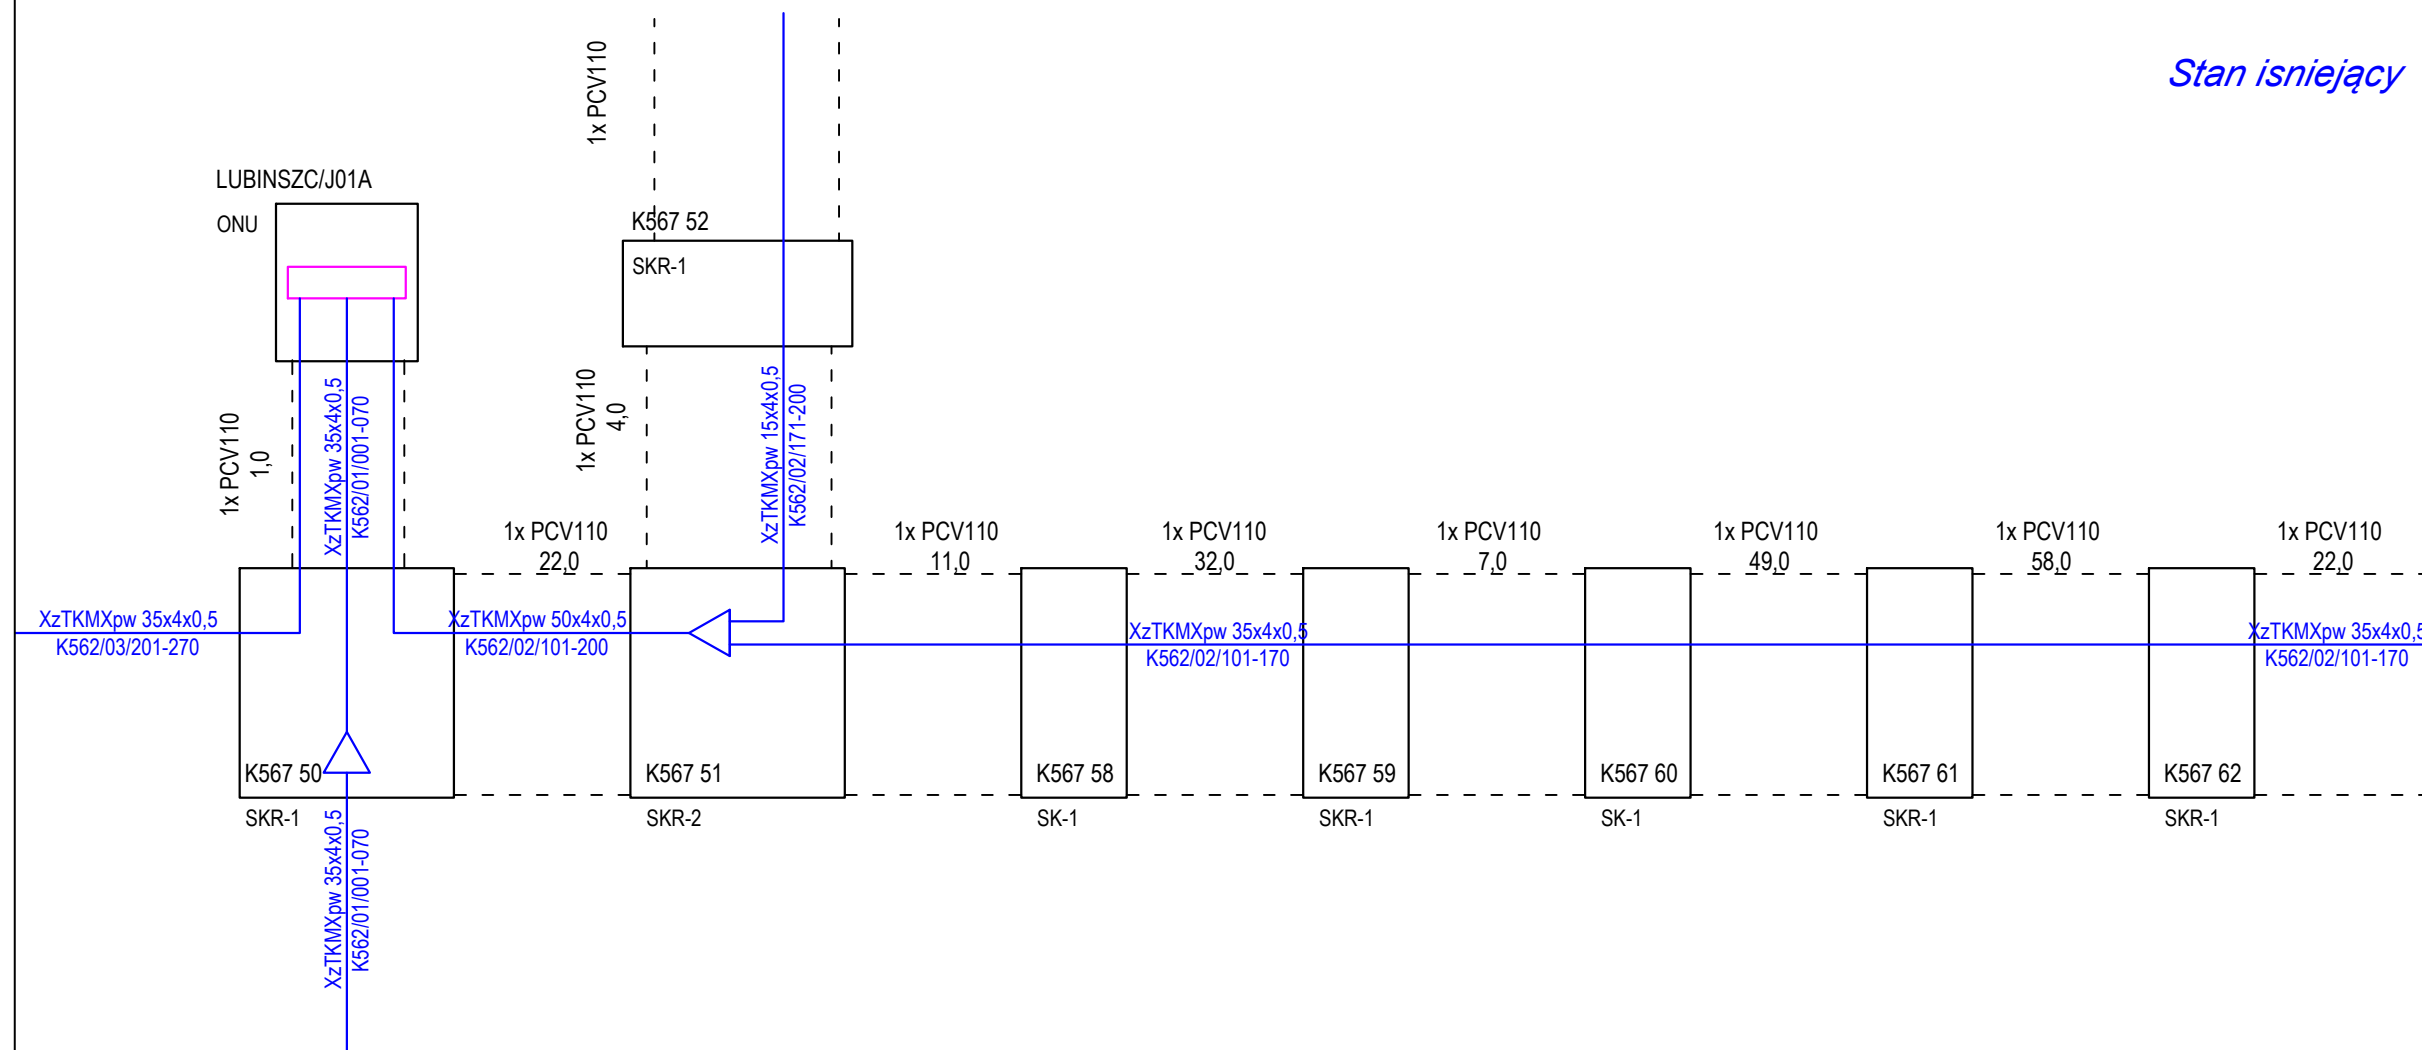 Stan isniejący
1x PCV110
LUBINSZC/J01A
ONU
K567 52
SKR-1
1x PCV110
1,0
XzTKMXpw 35x4x0,5
K562/01/001-070
1x PCV110
4,0
XzTKMXpw 15x4x0,5
K562/02/171-200
1x PCV110
22,0
1x PCV110
11,0
1x PCV110
32,0
1x PCV110
7,0
1x PCV110
49,0
1x PCV110
58,0
1x PCV110
22,0
XzTKMXpw 35x4x0,5
K562/03/201-270
XzTKMXpw 50x4x0,5
K562/02/101-200
XzTKMXpw 35x4x0,5
K562/02/101-170
XzTKMXpw 35x4x0,5
K562/02/101-170
K567 50
K567 51
K567 58
K567 59
K567 60
K567 61
K567 62
SKR-1
SKR-2
SK-1
SKR-1
SK-1
SKR-1
SKR-1
XzTKMXpw 35x4x0,5
K562/01/001-070